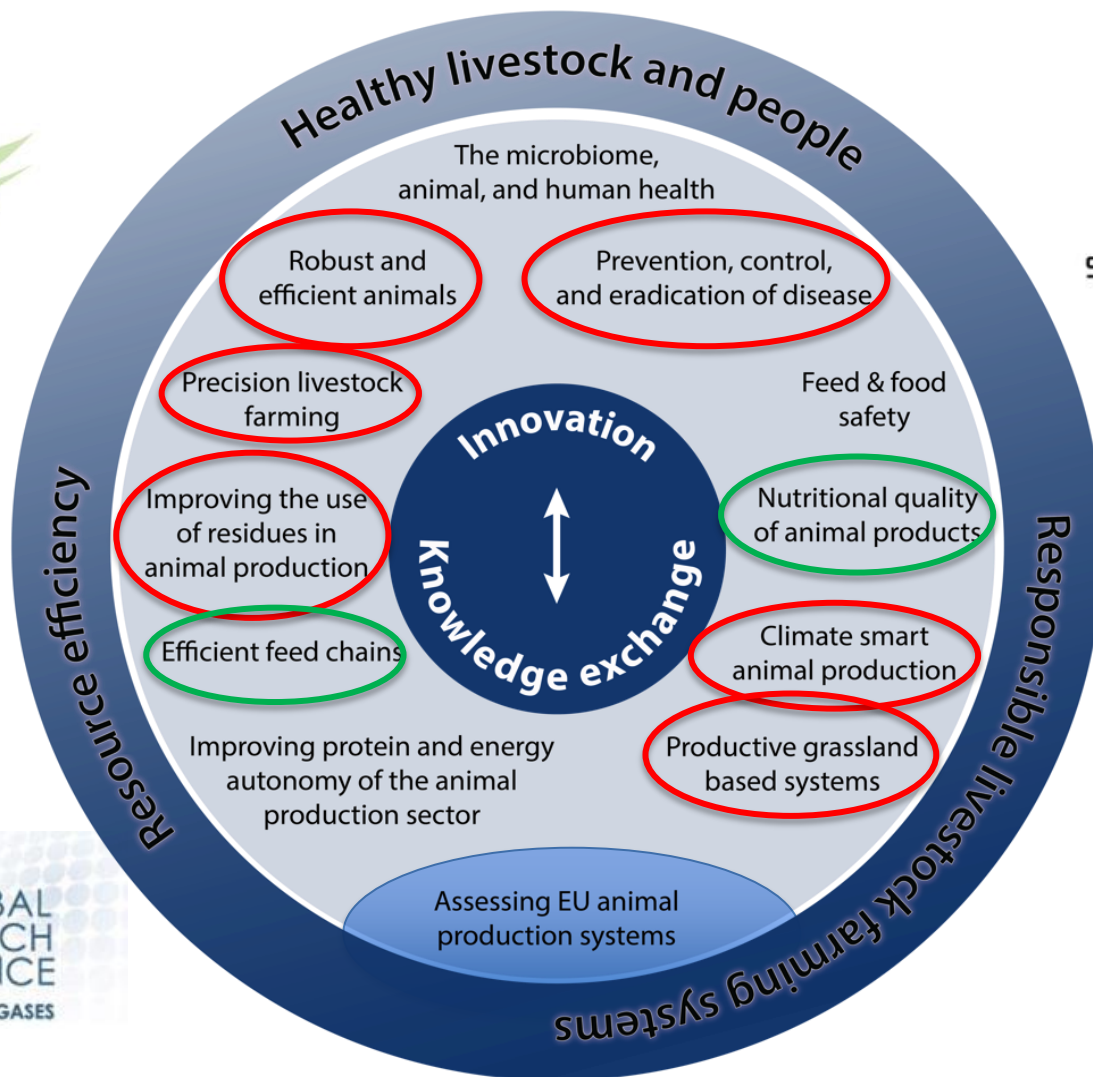 Healthy livestock and people
The microbiome,
animal, and human health
Robust and
efficient animals
Prevention, control,
and eradication of disease
Precision livestock
farming
Feed & food
safety
Innovation
Knowledge exchange
Improving the use
of residues in
animal production
Nutritional quality
of animal products
Efficient feed chains
Climate smart
animal production
Improving protein and energy
autonomy of the animal
production sector
Productive grassland
based systems
Assessing EU animal
production systems
Resource efficiency
Responsible livestock farming systems
BAL
CH
ICE
GASES